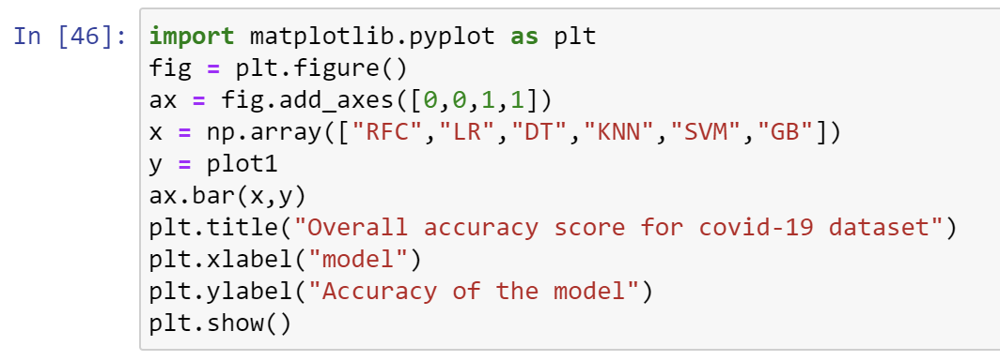 In [46]: import matplotlib.pyplot as plt
fig = plt.figure()
ax = fig.add_axes([0,0,1,1])
x = np.array(["RFC","LR","DT","KNN","SVM","GB"])
y = plot1
ax.bar(x,y)
plt.title("Overall accuracy score for covid-19 dataset")
plt.xlabel("model")
plt.ylabel("Accuracy of the model")
plt.show()